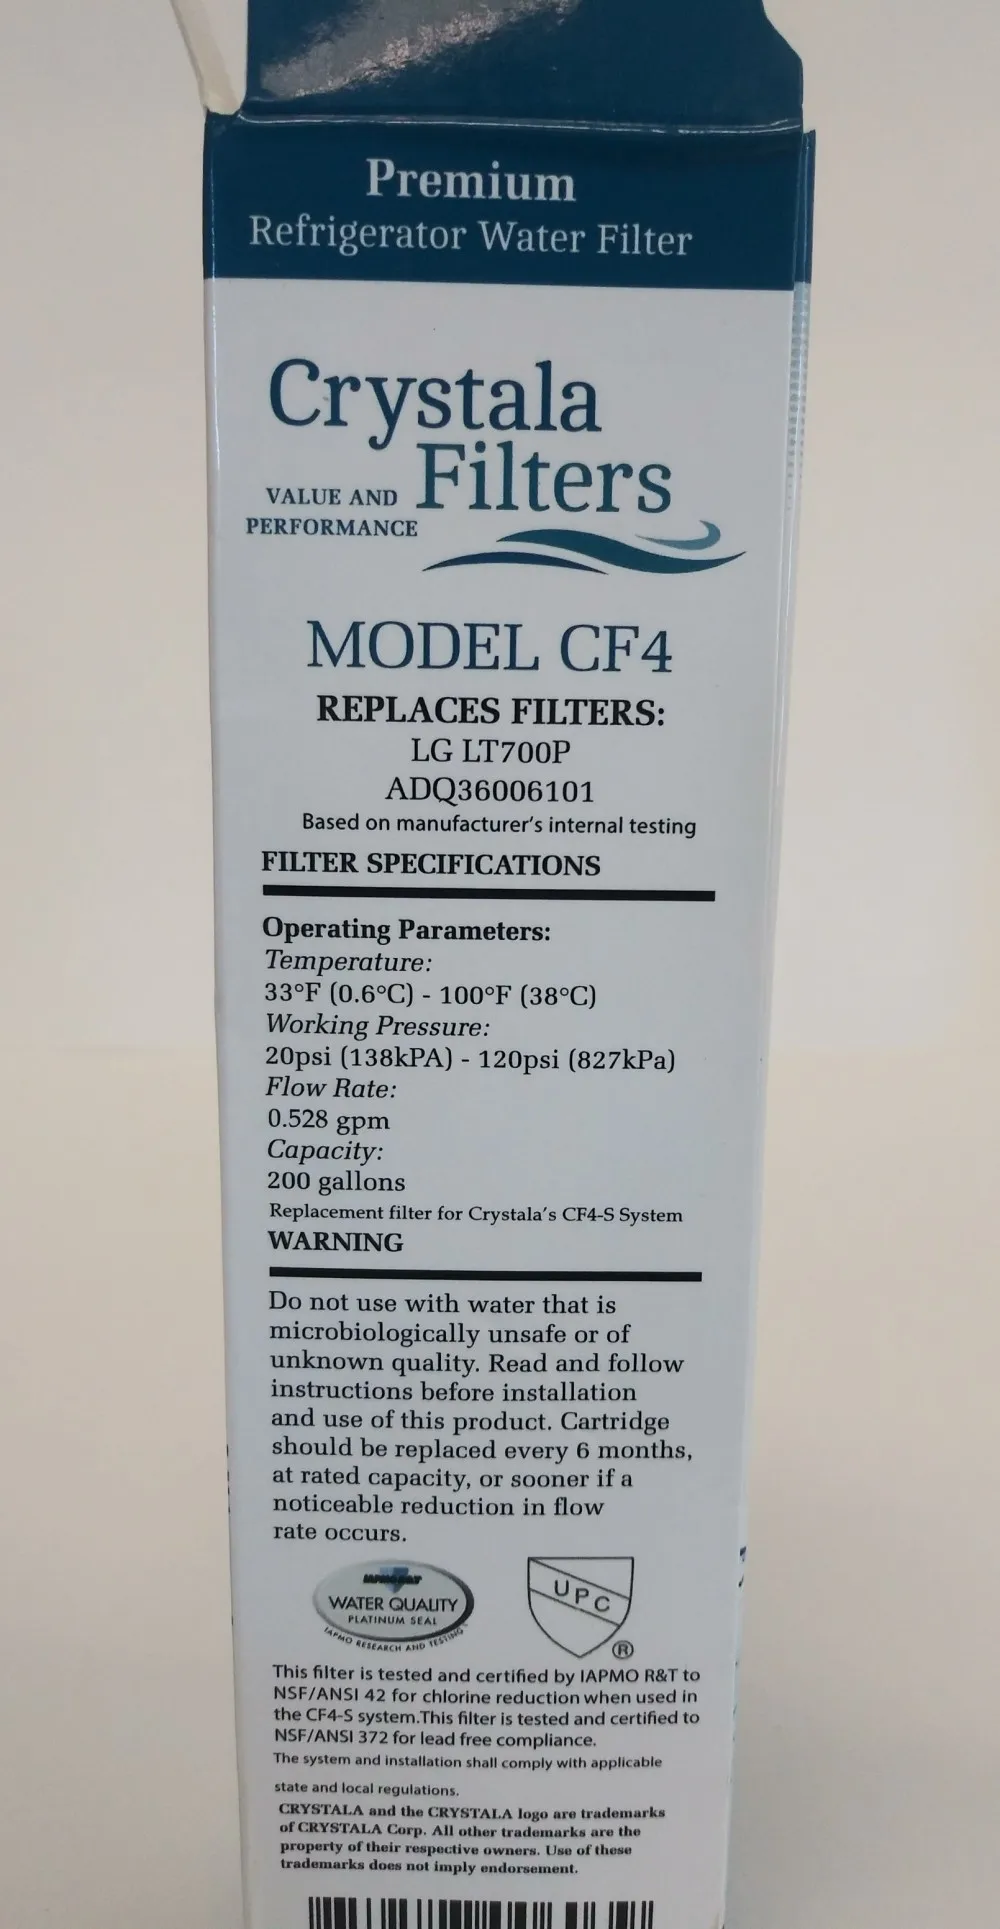 Premium
Refrigerator Water Filter
Crystala
Filters
VALUE AND
PERFORMANCE
MODEL CF4
REPLACES FILTERS:
LG LT700P
ADQ36006101
Based on manufacturer's internal testing
FILTER SPECIFICATIONS
Operating Parameters:
Temperature:
33°F (0.6°C) - 100°F (38°C)
Working Pressure:
20psi (138kPA) - 120psi (827kPa)
Flow Rate:
0.528 gpm
Capacity:
200 gallons
Replacement filter for Crystala's CF4-S System
WARNING
Do not use with water that is
microbiologically unsafe or of
unknown quality. Read and follow
instructions before installation
and use of this product. Cartridge
should be replaced every 6 months,
at rated capacity, or sooner if a
noticeable reduction in flow
rate occurs.
WATER QUALITY
PLATINUM SEAL
IAPMO RESEARCH AND TESTING
UPC
®
This filter is tested and certified by IAPMO R&T to
NSF/ANSI 42 for chlorine reduction when used in
the CF4-S system.This filter is tested and certified to
NSF/ANSI 372 for lead free compliance.
The system and installation shall comply with applicable
state and local regulations.
CRYSTALA and the CRYSTALA logo are trademarks
of CRYSTALA Corp. All other trademarks are the
property of their respective owners. Use of these
trademarks does not imply endorsement.